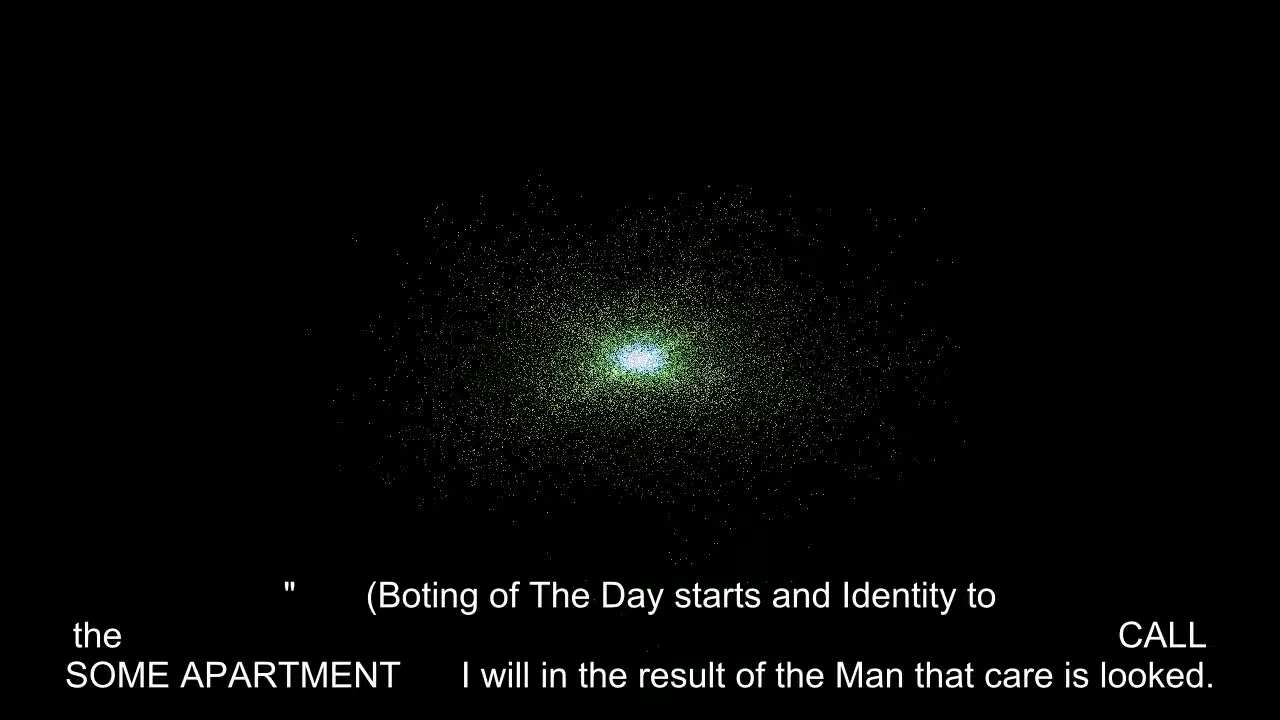 " (Boting of The Day starts and Identity to
the CALL
SOME APARTMENT I will in the result of the Man that care is looked.